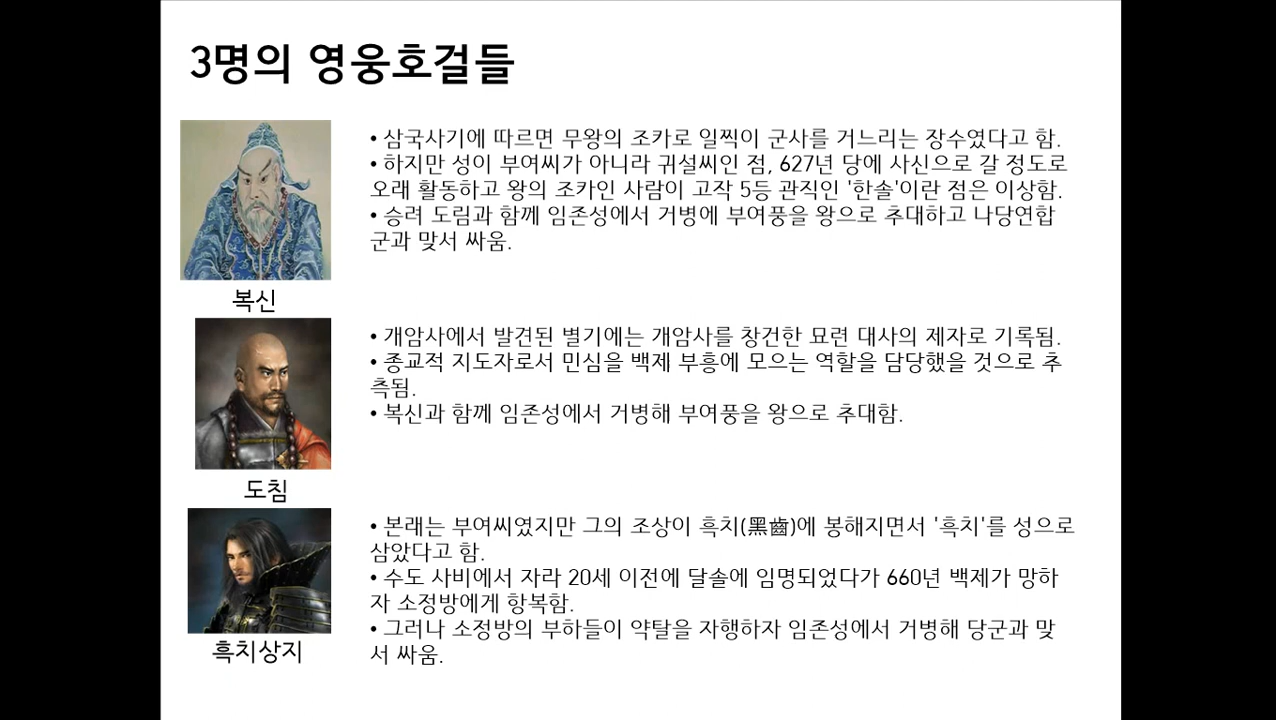 3명의 영웅호걸들
• 삼국사기에 따르면 무왕의 조카로 일찍이 군사를 거느리는 장수였다고 함.
• 하지만 성이 부여씨가 아니라 귀설씨인 점, 627년 당에 사신으로 갈 정도로
오래 활동하고 왕의 조카인 사람이 고작 5등 관직인 '한솔'이란 점은 이상함.
• 승려 도림과 함께 임존성에서 거병에 부여풍을 왕으로 추대하고 나당연합
군과 맞서 싸움.
복신
• 개암사에서 발견된 별기에는 개암사를 창건한 묘련 대사의 제자로 기록됨.
• 종교적 지도자로서 민심을 백제 부흥에 모으는 역할을 담당했을 것으로 추
측됨.
• 복신과 함께 임존성에서 거병해 부여풍을 왕으로 추대함.
도침
• 본래는 부여씨였지만 그의 조상이 흑치(黑齒)에 봉해지면서 '흑치'를 성으로
삼았다고 함.
• 수도 사비에서 자라 20세 이전에 달솔에 임명되었다가 660년 백제가 망하
자 소정방에게 항복함.
• 그러나 소정방의 부하들이 약탈을 자행하자 임존성에서 거병해 당군과 맞
서 싸움.
흑치상지